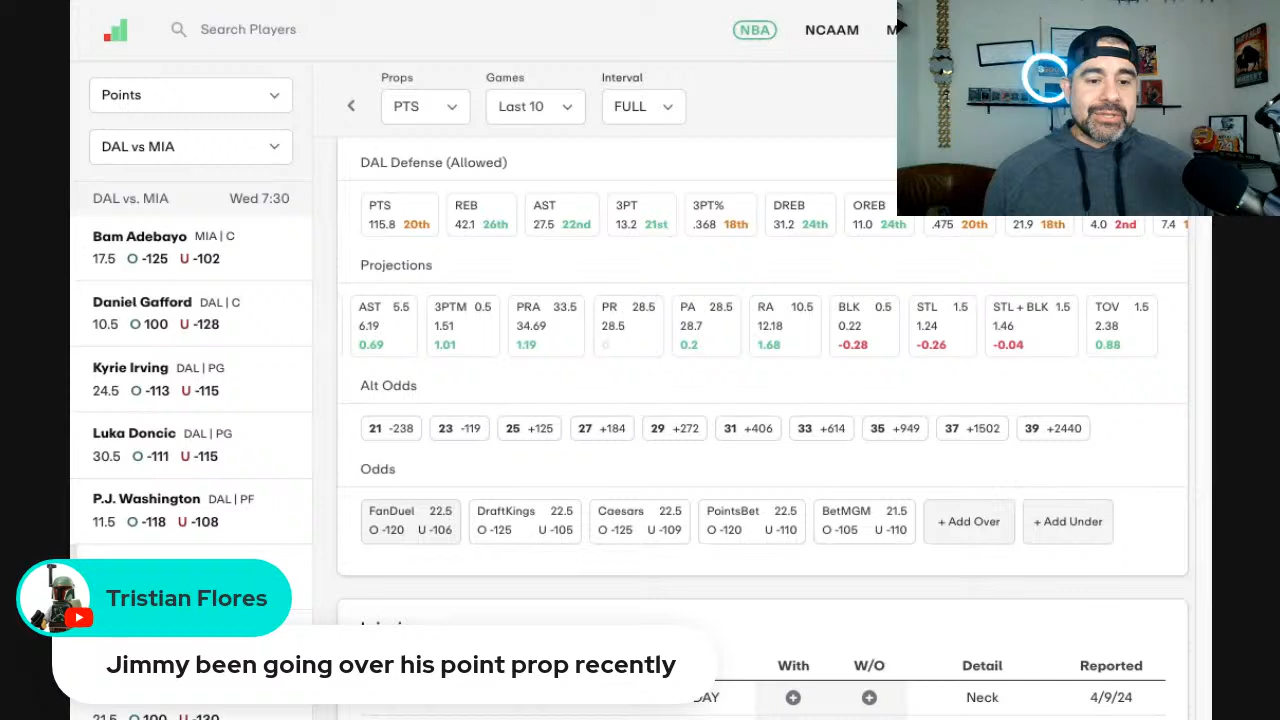 Search Players
NBA NCAAM
Props Games Interval
Points
PTS Last 10 FULL
DAL vs MIA
DAL vs. MIA Wed 7:30
Bam Adebayo MIA | C
17.5 O -125 U -102
Daniel Gafford DAL | C
10.5 O 100 U -128
Kyrie Irving DAL | PG
24.5 O -113 U -115
Luka Doncic DAL | PG
30.5 O -111 U -115
P.J. Washington DAL | PF
11.5 O -118 U -108
21.5 O 100 U -130
DAL Defense (Allowed)
PTS REB AST 3PT 3PT% DREB OREB
115.8 20th 42.1 26th 27.5 22nd 13.2 21st .368 18th 31.2 24th 11.0 24th .475 20th 21.9 18th 4.0 2nd 7.4
Projections
AST 5.5 3PTM 0.5 PRA 33.5 PR 28.5 PA 28.5 RA 10.5 BLK 0.5 STL 1.5 STL + BLK 1.5 TOV 1.5
6.19 1.51 34.69 28.5 28.7 12.18 0.22 1.24 1.46 2.38
0.69 1.01 1.19 0 0.2 1.68 -0.28 -0.26 -0.04 0.88
Alt Odds
21 -238 23 -119 25 +125 27 +184 29 +272 31 +406 33 +614 35 +949 37 +1502 39 +2440
Odds
FanDuel 22.5 DraftKings 22.5 Caesars 22.5 PointsBet 22.5 BetMGM 21.5
O -120 U -106 O -125 U -105 O -125 U -109 O -120 U -110 O -105 U -110 + Add Over + Add Under
With W/O Detail Reported
Neck 4/9/24
Tristian Flores
Jimmy been going over his point prop recently